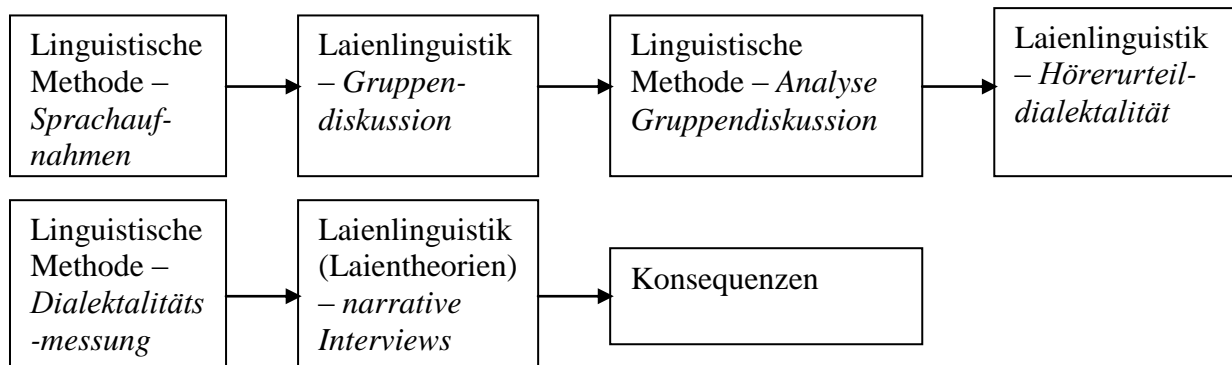 Linguistische
Methode –
Sprachauf-
nahmen
Laienlinguistik
– Gruppen-
diskussion
Linguistische
Methode – Analyse
Gruppendiskussion
Laienlinguistik
– Hörerurteil-
dialektalität
Linguistische
Methode –
Dialektalitäts
-messung
Laienlinguistik
(Laientheorien)
– narrative
Interviews
Konsequenzen